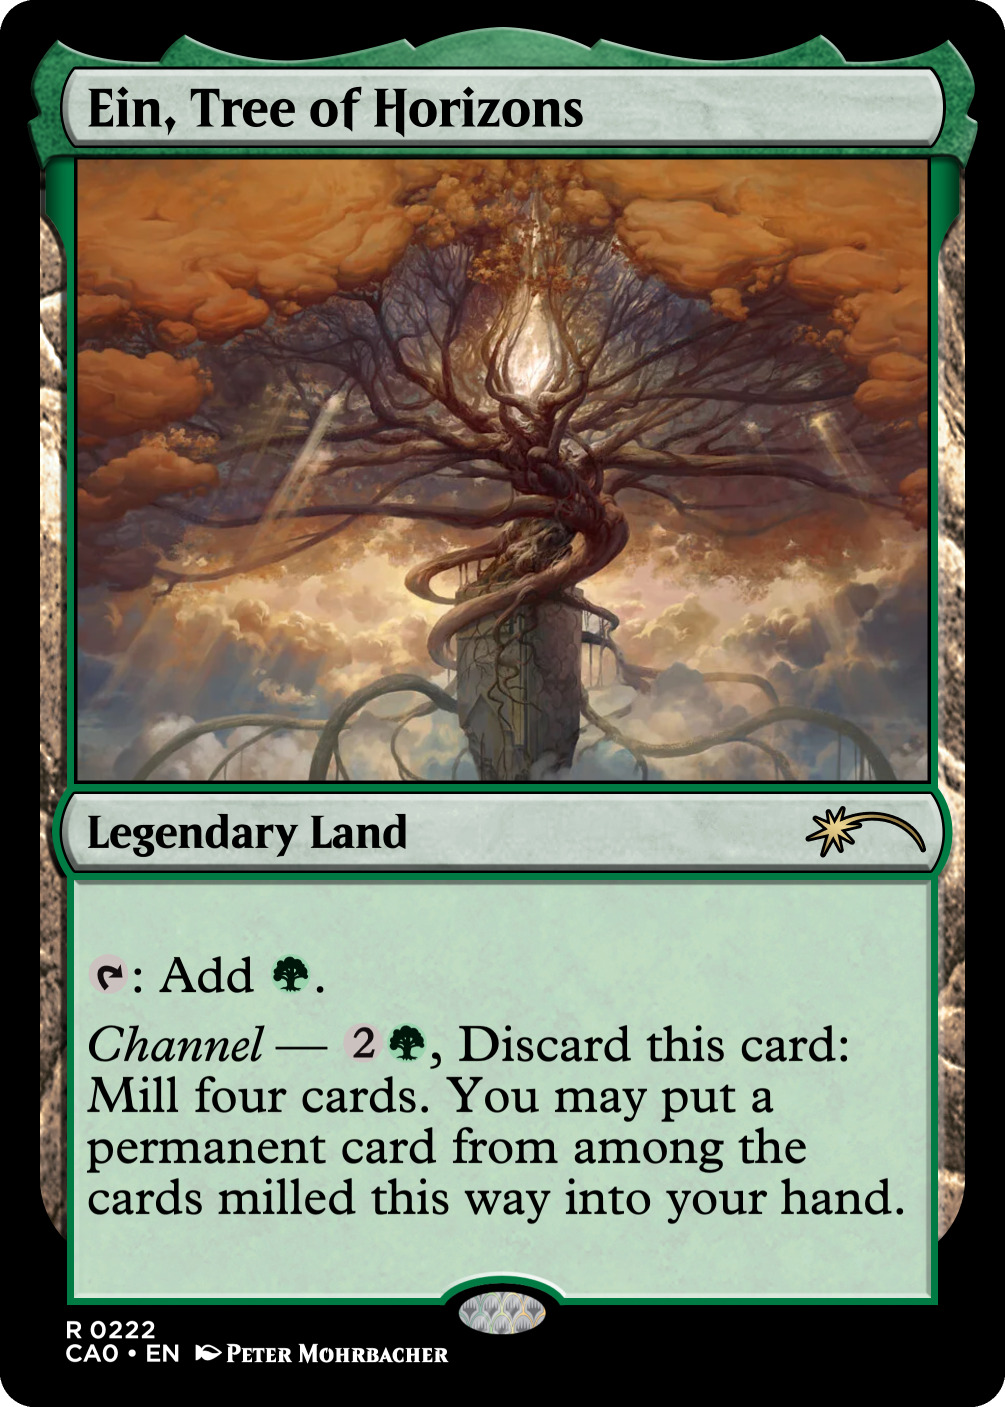 Ein, Tree of Horizons
Legendary Land
: Add .
Channel — 2, Discard this card:
Mill four cards. You may put a
permanent card from among the
cards milled this way into your hand.
R 0222
CAO • EN PETER MOHRBACHER